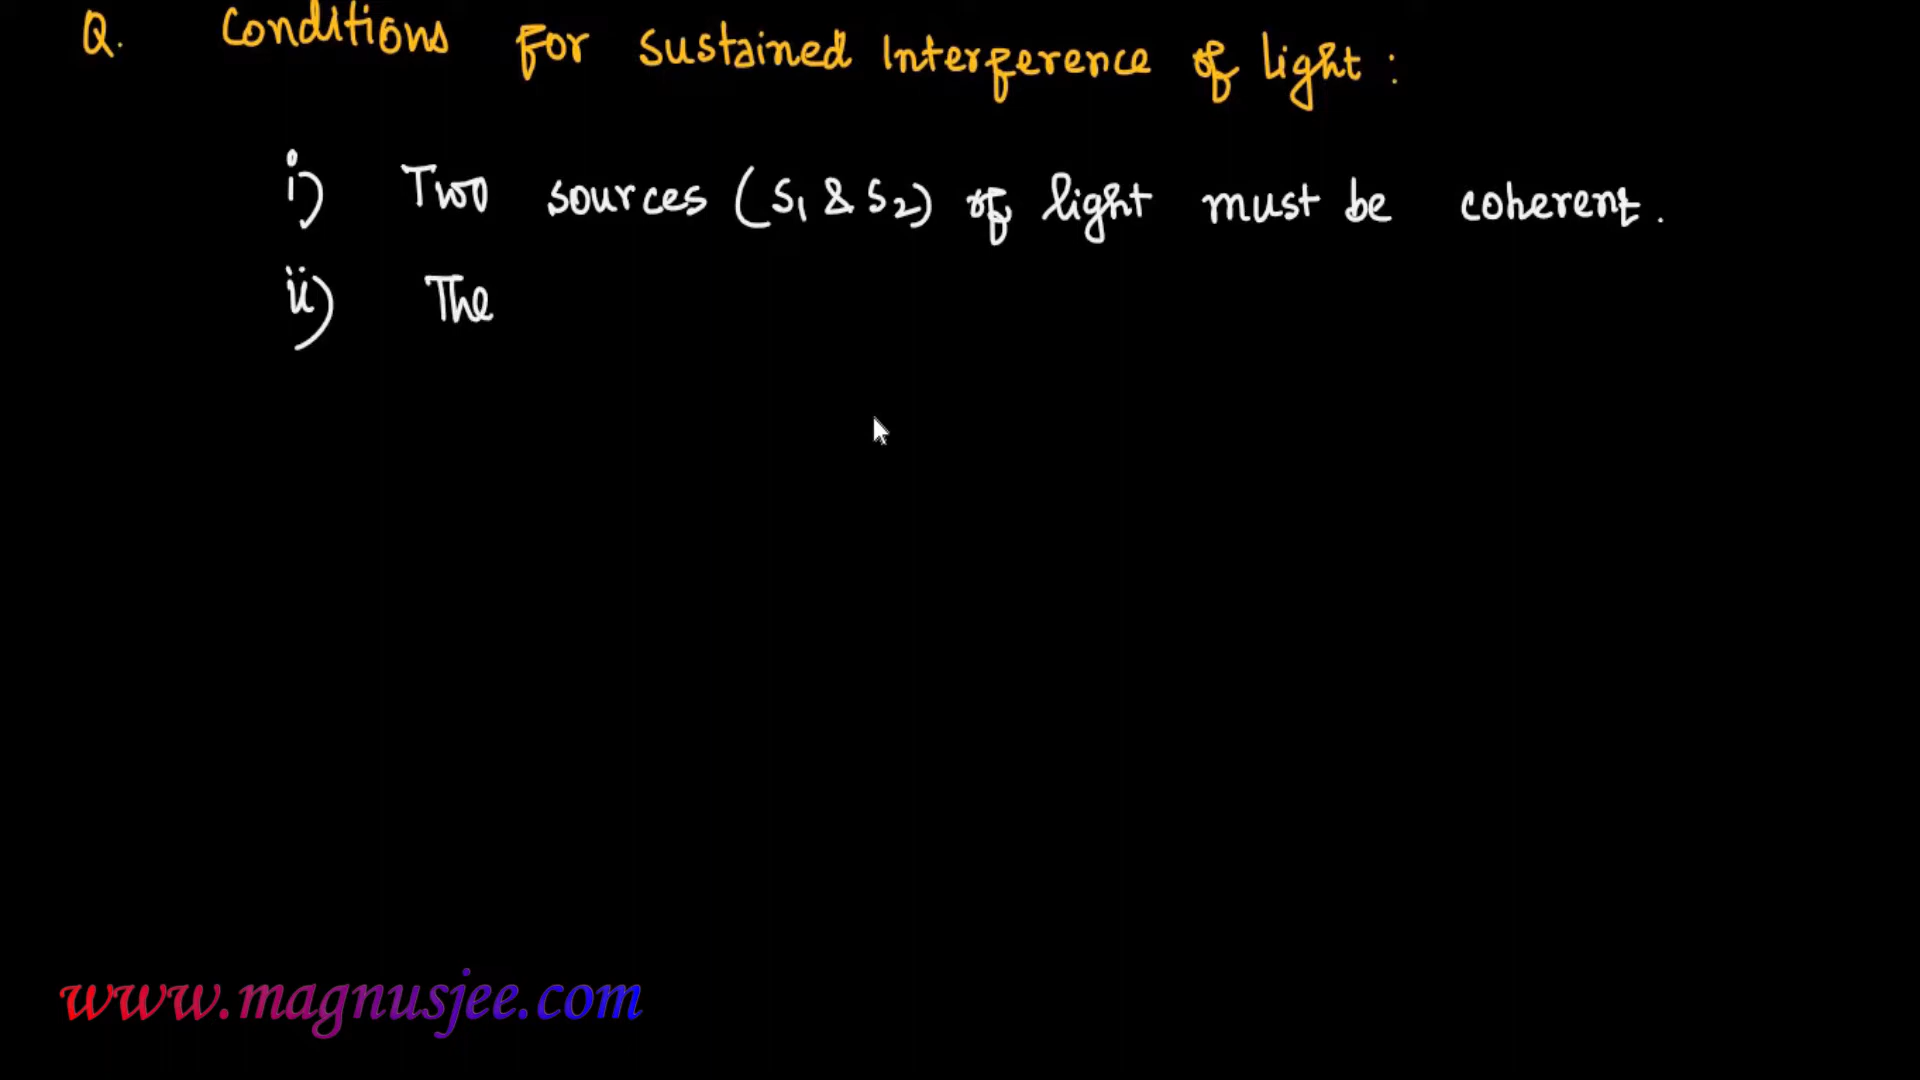 Q. Conditions for sustained Interference of light :
i) Two sources (S1 & S2) of light must be coherent.
ii) The
www.magnusjee.com